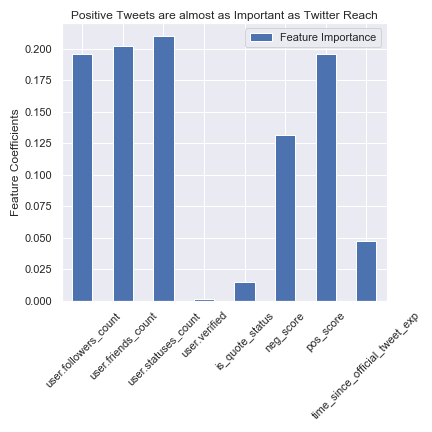 Positive Tweets are almost as Important as Twitter Reach
Feature Importance
Feature Coefficients
0.200
0.175
0.150
0.125
0.100
0.075
0.050
0.025
0.000
user.followers_count
user.friends_count
user.statuses_count
user.verified
is_quote_status
neg_score
pos_score
time_since_official_tweet_exp